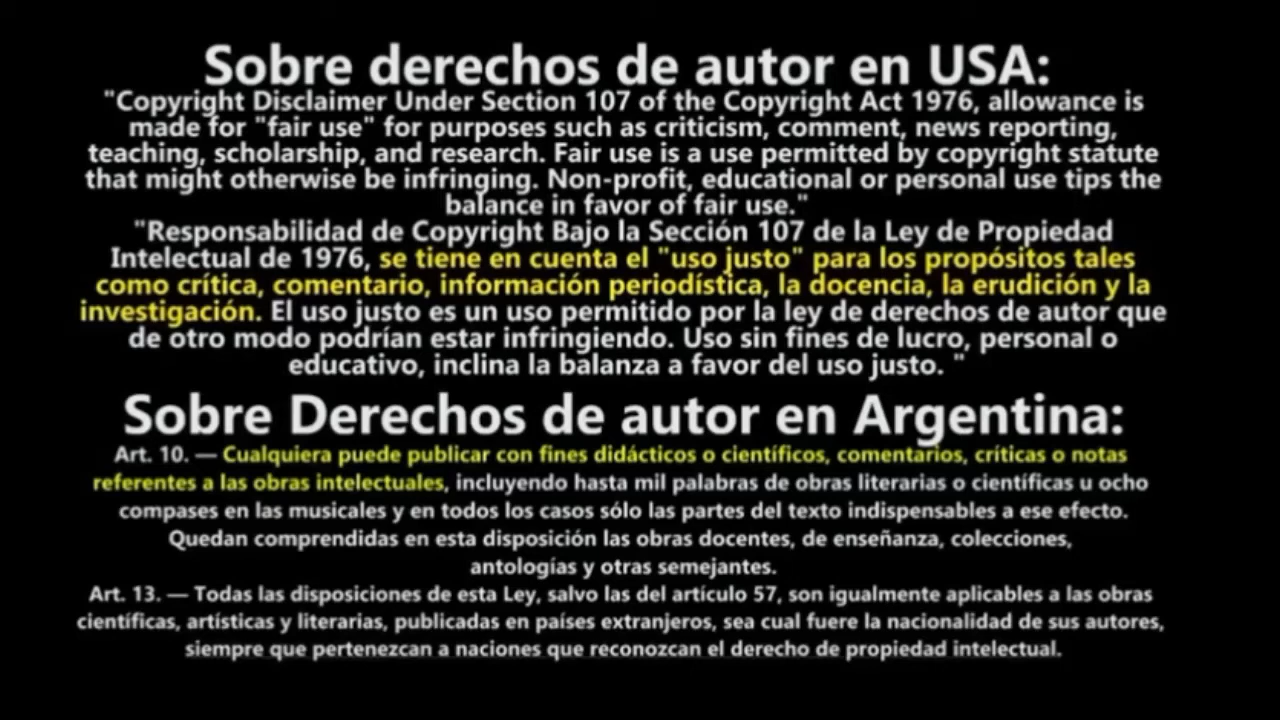 Sobre derechos de autor en USA:
"Copyright Disclaimer Under Section 107 of the Copyright Act 1976, allowance is
made for "fair use" for purposes such as criticism, comment, news reporting,
teaching, scholarship, and research. Fair use is a use permitted by copyright statute
that might otherwise be infringing. Non-profit, educational or personal use tips the
balance in favor of fair use."
"Responsabilidad de Copyright Bajo la Sección 107 de la Ley de Propiedad
Intelectual de 1976, se tiene en cuenta el "uso justo" para los propósitos tales
como crítica, comentario, información periodística, la docencia, la erudición y la
investigación. El uso justo es un uso permitido por la ley de derechos de autor que
de otro modo podrían estar infringiendo. Uso sin fines de lucro, personal o
educativo, inclina la balanza a favor del uso justo. "
Sobre Derechos de autor en Argentina:
Art. 10. — Cualquiera puede publicar con fines didácticos o científicos, comentarios, críticas o notas
referentes a las obras intelectuales, incluyendo hasta mil palabras de obras literarias o científicas u ocho
compases en las musicales y en todos los casos sólo las partes del texto indispensables a ese efecto.
Quedan comprendidas en esta disposición las obras docentes, de enseñanza, colecciones,
antologías y otras semejantes.
Art. 13. — Todas las disposiciones de esta Ley, salvo las del artículo 57, son igualmente aplicables a las obras
científicas, artísticas y literarias, publicadas en países extranjeros, sea cual fuere la nacionalidad de sus autores,
siempre que pertenezcan a naciones que reconozcan el derecho de propiedad intelectual.